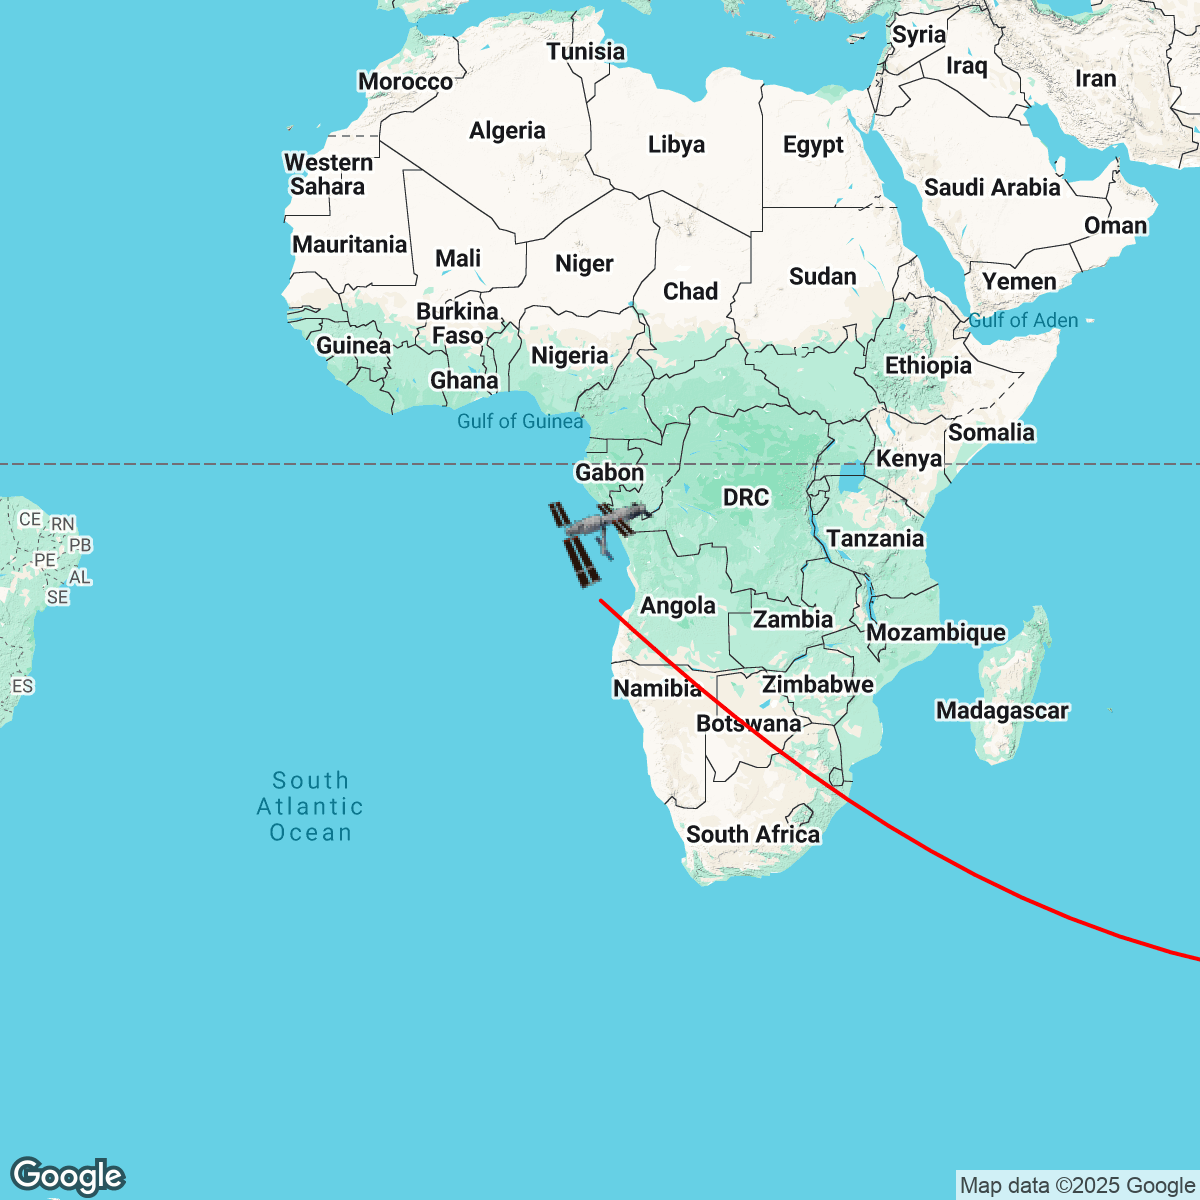 Syria
Tunisia
Iraq
Iran
Morocco
Algeria
Libya
Egypt
Western
Sahara
Saudi Arabia
Oman
Mauritania
Mali
Niger
Sudan
Yemen
Chad
Burkina
Faso
Gulf of Aden
Guinea
Nigeria
Ethiopia
Ghana
Gulf of Guinea
Somalia
Kenya
Gabon
DRC
CE
RN
Tanzania
PB
PE
AL
SE
Angola
Zambia
Mozambique
ES
Namibia
Zimbabwe
Madagascar
Botswana
South
Atlantic
Ocean
South Africa
Google
Map data ©2025 Google